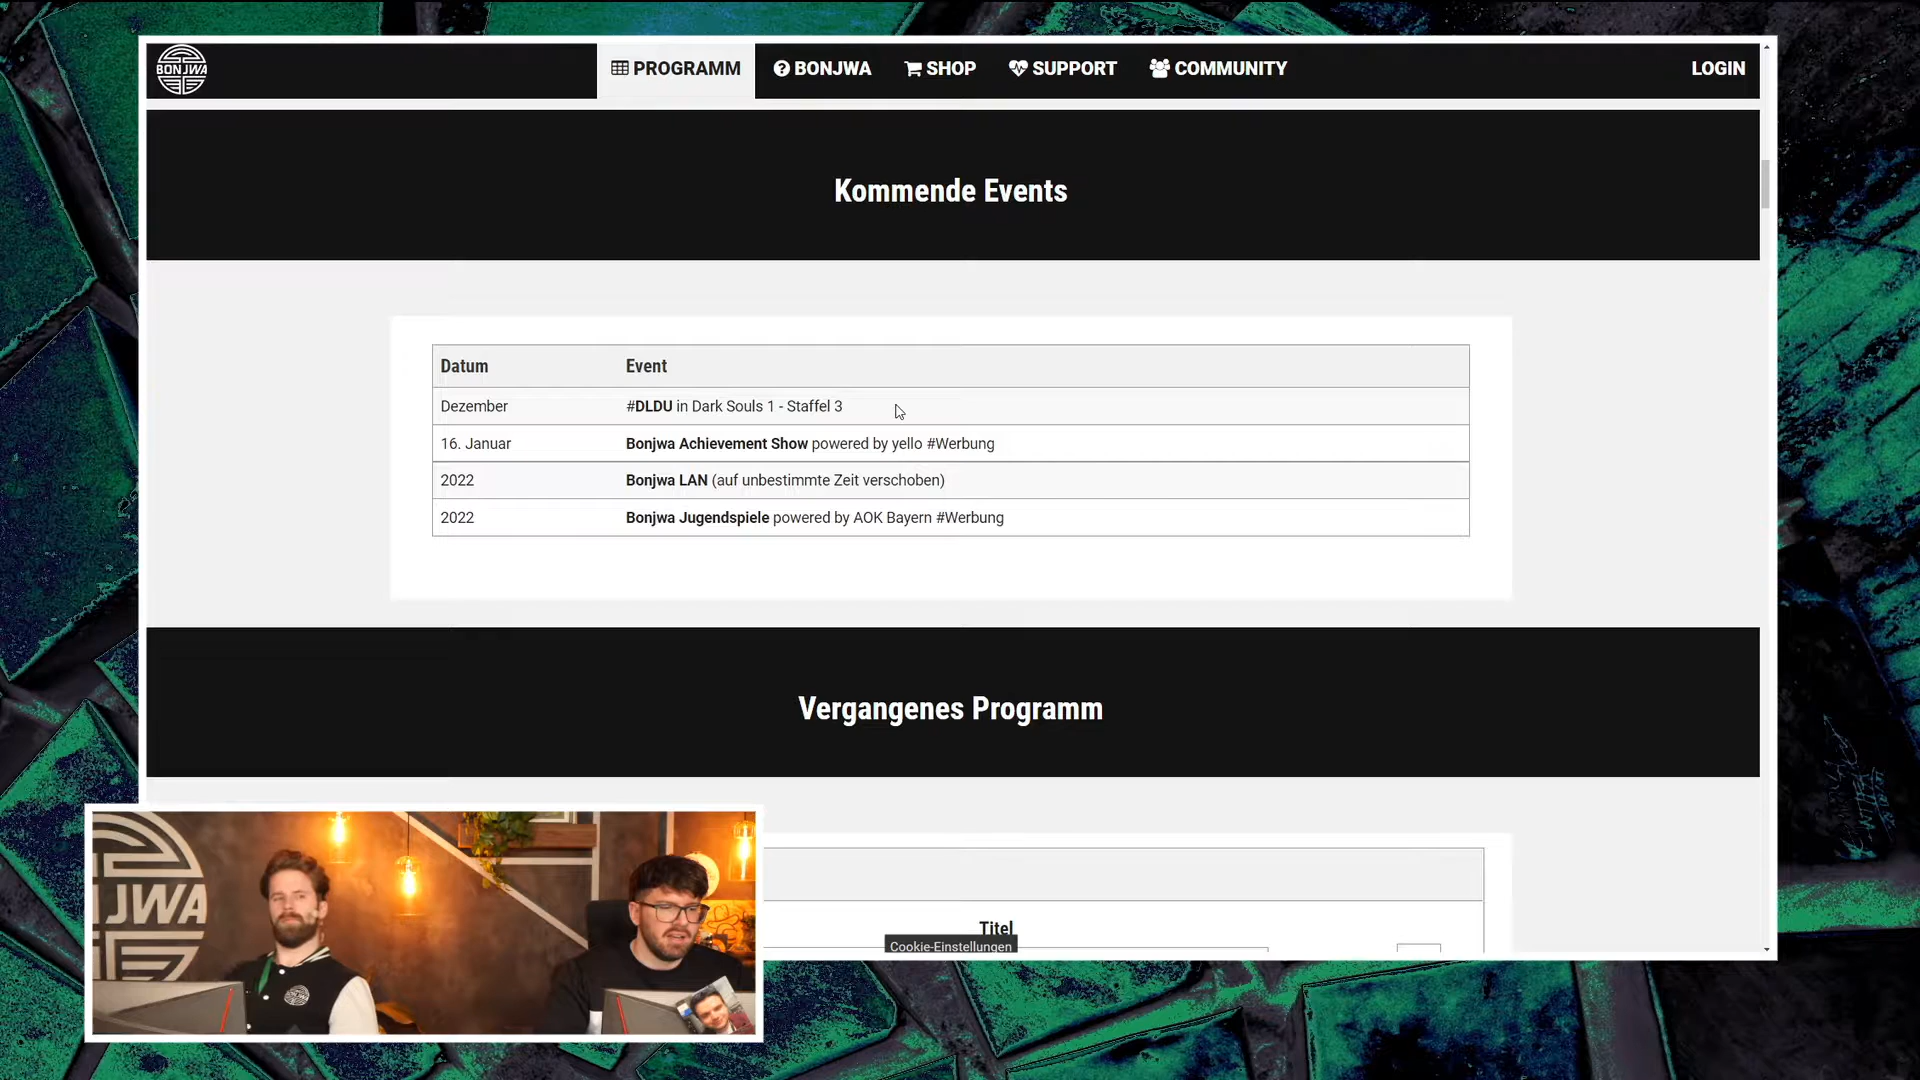 BONJWA
PROGRAMM
BONJWA
SHOP
SUPPORT
COMMUNITY
LOGIN
Kommende Events
Datum Event
Dezember #DLDU in Dark Souls 1 - Staffel 3
16. Januar Bonjwa Achievement Show powered by yello #Werbung
2022 Bonjwa LAN (auf unbestimmte Zeit verschoben)
2022 Bonjwa Jugendspiele powered by AOK Bayern #Werbung
Vergangenes Programm
Titel
Cookie-Einstellungen
BONJWA
JWA